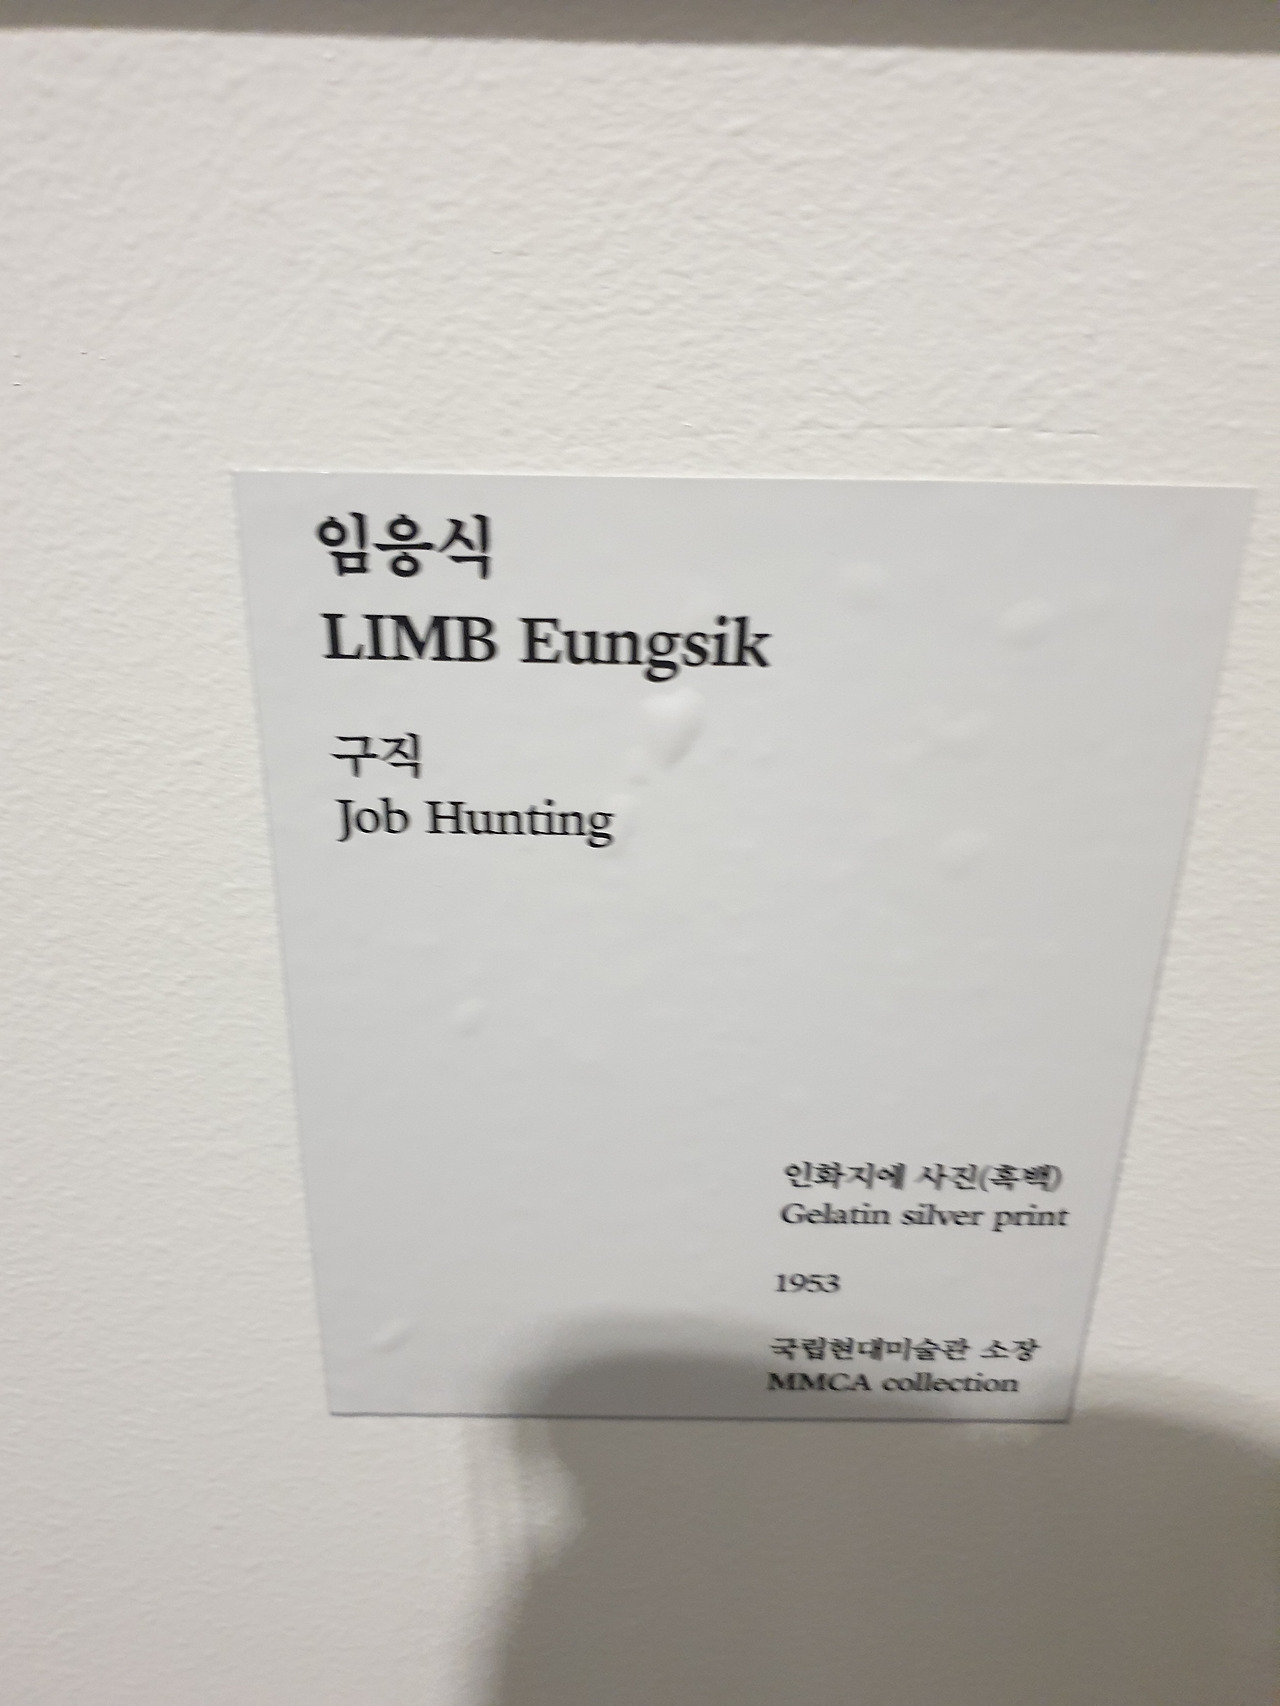 임응식
LIMB Eungsik
구직
Job Hunting
인화지에 사진(흑백)
Gelatin silver print
1953
국립현대미술관 소장
MMCA collection